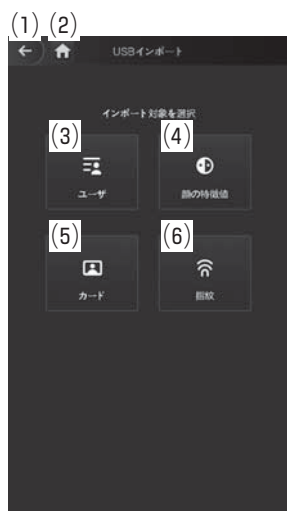 (1) (2)
USBインポート
インポート対象を選択
(3) (4)
ユーザ 顔の特徴値
(5) (6)
カード 指紋